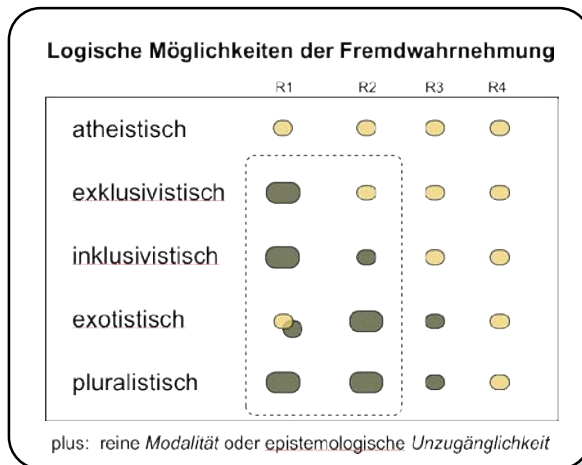 Logische Möglichkeiten der Fremdwahrnehmung
R1 R2 R3 R4
atheistisch
exklusivistisch
inklusivistisch
exotistisch
pluralistisch
plus: reine Modalität oder epistemologische Unzugänglichkeit